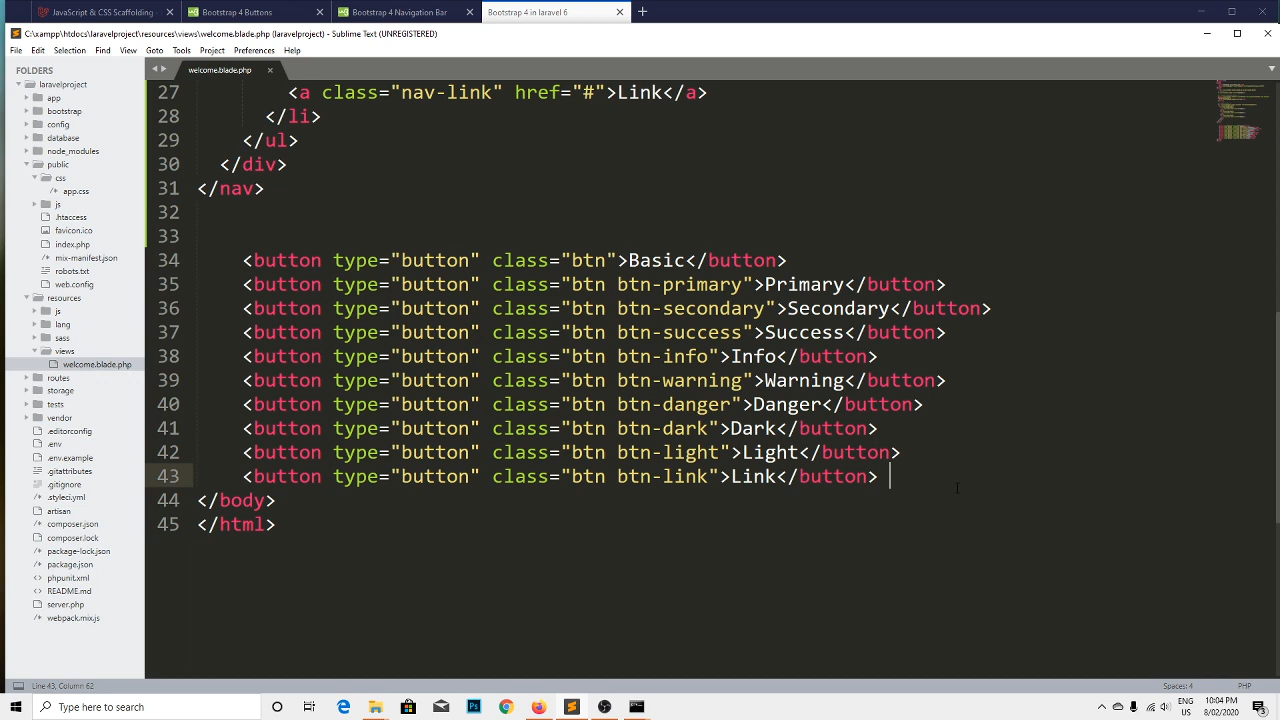 JavaScript & CSS Scaffolding
Bootstrap 4 Buttons
Bootstrap 4 Navigation Bar
Bootstrap 4 in laravel 6
C:\xampp\htdocs\laravelproject\resources\views\welcome.blade.php (laravelproject) - Sublime Text (UNREGISTERED)
File Edit Selection Find View Goto Tools Project Preferences Help
FOLDERS
laravelproject
app
bootstrap
config
database
node_modules
public
css
app.css
js
.htaccess
favicon.ico
index.php
mix-manifest.json
robots.txt
web.config
resources
js
lang
sass
views
welcome.blade.php
routes
storage
tests
vendor
.editorconfig
.env
.env.example
.gitattributes
.gitignore
.styleci.yml
artisan
composer.json
composer.lock
package-lock.json
package.json
phpunit.xml
README.md
server.php
webpack.mix.js
welcome.blade.php
27 <a class="nav-link" href="#">Link</a>
28 </li>
29 </ul>
30 </div>
31 </nav>
32
33
34 <button type="button" class="btn">Basic</button>
35 <button type="button" class="btn btn-primary">Primary</button>
36 <button type="button" class="btn btn-secondary">Secondary</button>
37 <button type="button" class="btn btn-success">Success</button>
38 <button type="button" class="btn btn-info">Info</button>
39 <button type="button" class="btn btn-warning">Warning</button>
40 <button type="button" class="btn btn-danger">Danger</button>
41 <button type="button" class="btn btn-dark">Dark</button>
42 <button type="button" class="btn btn-light">Light</button>
43 <button type="button" class="btn btn-link">Link</button>
44 </body>
45 </html>
Line 43, Column 62
Spaces: 4
PHP
Type here to search
ENG
US
10:04 PM
8/02/2020